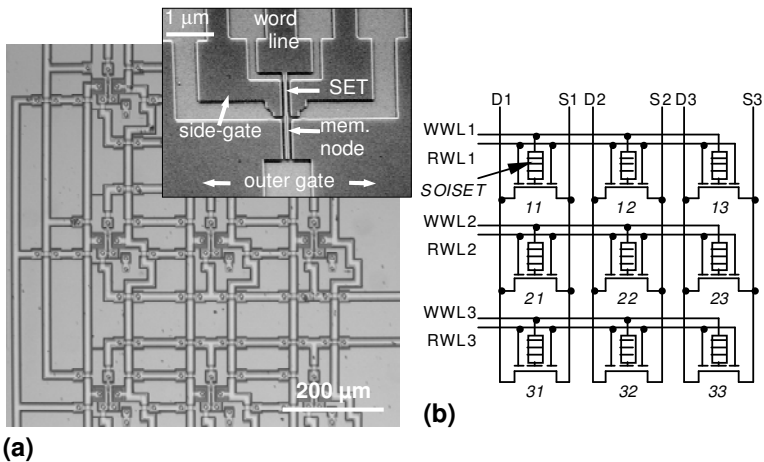 1 µm
word
line
SET
side-gate
mem.
node
outer gate
200 µm
(a)
D1 S1 D2 S2 D3 S3
WWL1
RWL1
SOISET
11 12 13
WWL2
RWL2
21 22 23
WWL3
RWL3
31 32 33
(b)